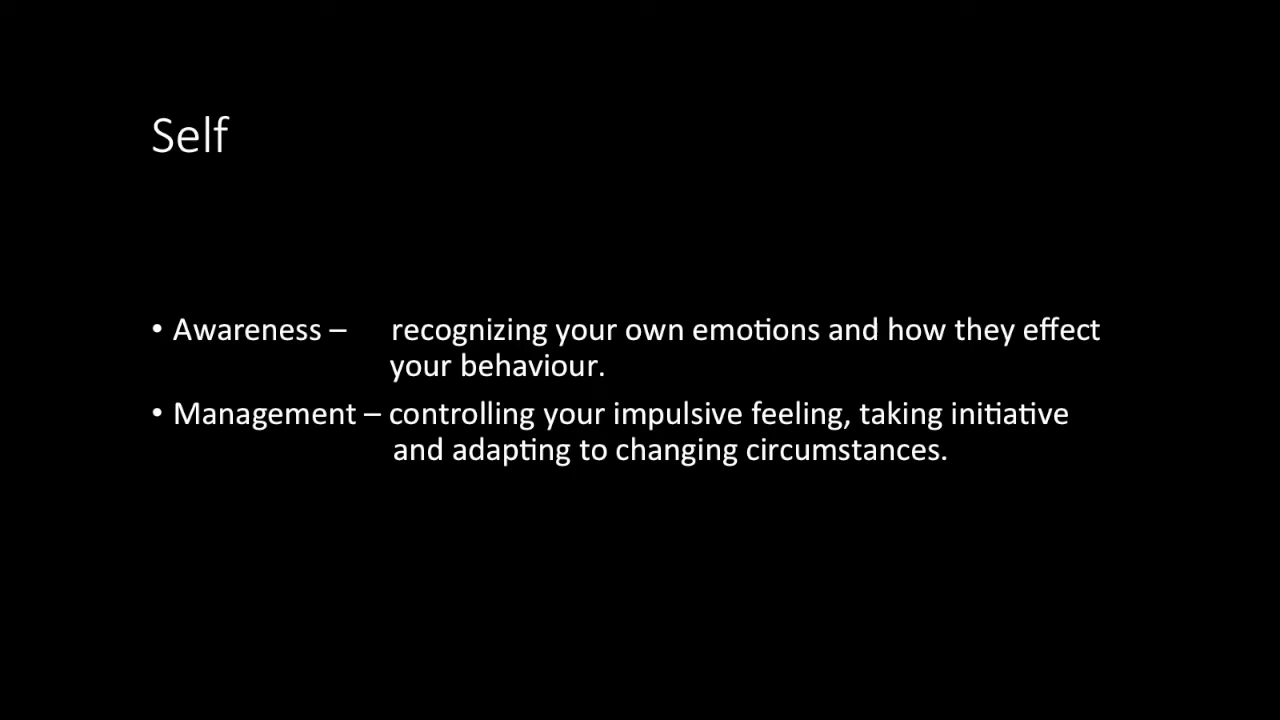 Self
• Awareness – recognizing your own emotions and how they effect
your behaviour.
• Management – controlling your impulsive feeling, taking initiative
and adapting to changing circumstances.